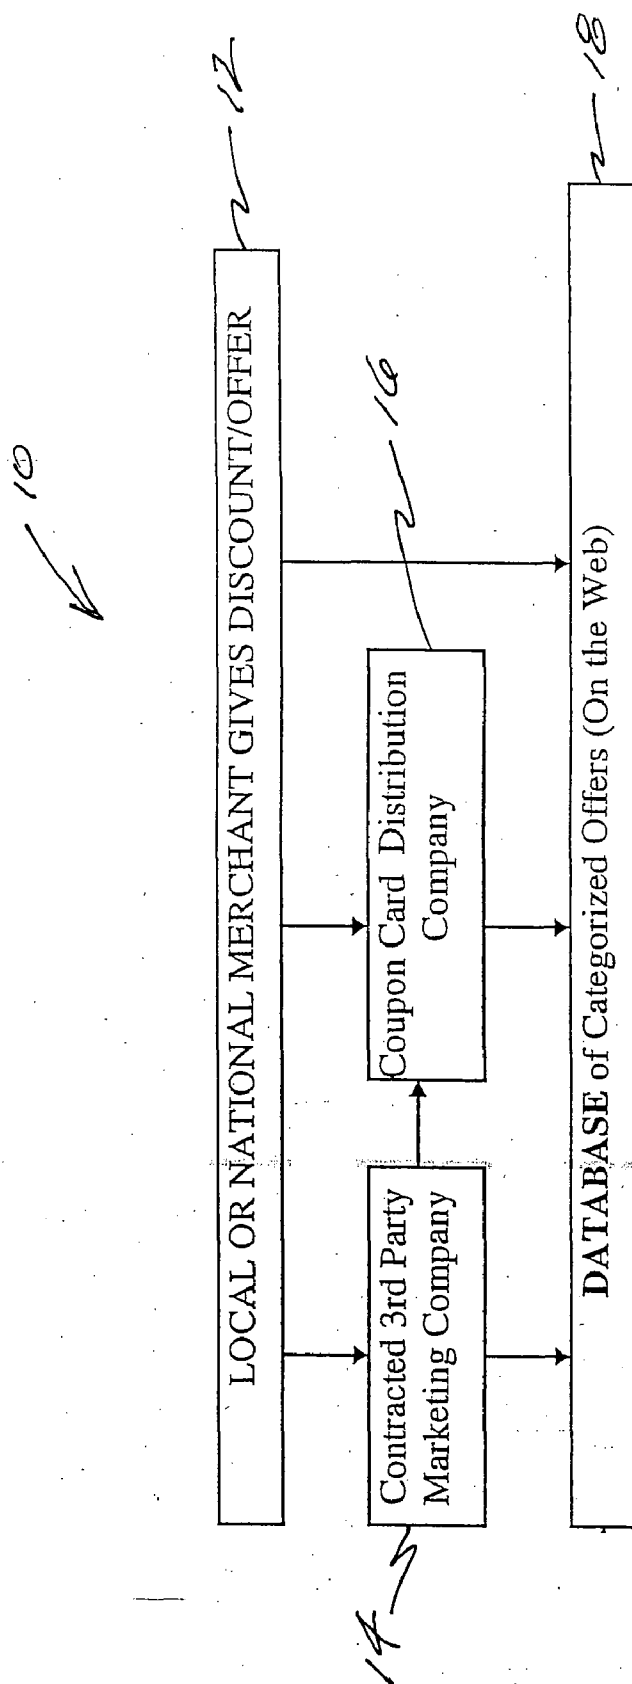 10
12
LOCAL OR NATIONAL MERCHANT GIVES DISCOUNT/OFFER
14
Contracted 3rd Party
Marketing Company
16
Coupon Card Distribution
Company
18
DATABASE of Categorized Offers (On the Web)